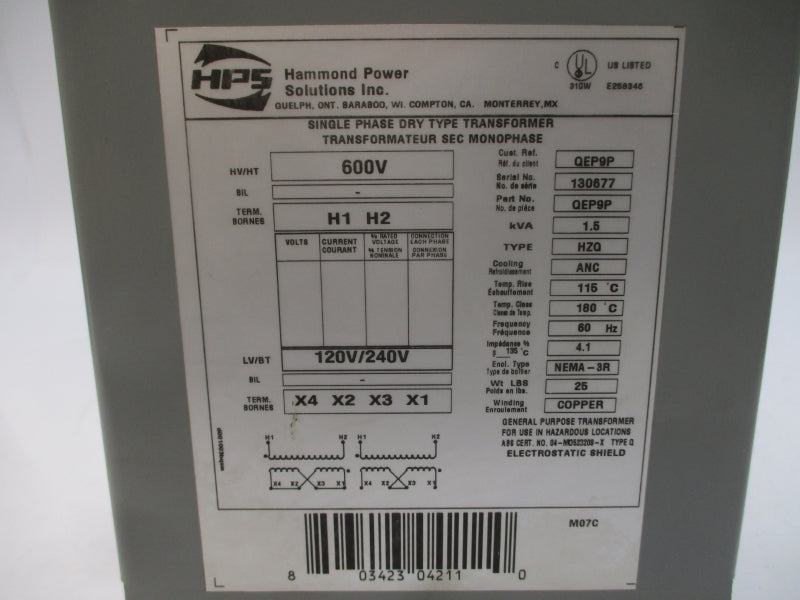 HPS
Hammond Power
Solutions Inc.
GUELPH, ONT. BARABOO, WI. COMPTON, CA. MONTERREY, MX
C UL US LISTED
310W E258346
SINGLE PHASE DRY TYPE TRANSFORMER
TRANSFORMATEUR SEC MONOPHASE
HV/HT 600V
BIL -
TERM.
BORNES H1 H2
VOLTS CURRENT
COURANT % RATED
VOLTAGE
% TENSION
NOMINALE CONNECTION
EACH PHASE
CONNEXION
PAR PHASE
LV/BT 120V/240V
BIL -
TERM.
BORNES X4 X2 X3 X1
H1 H2 H1 H2
X4 X2 X3 X1 X4 X2 X3 X1
Cust. Ref.
Réf. du client QEP9P
Serial No.
No. de série 130677
Part No.
No. de pièce QEP9P
kVA 1.5
TYPE HZQ
Cooling
Refroidissement ANC
Temp. Rise
Échauffement 115 °C
Temp. Class
Classe de Temp. 180 °C
Frequency
Fréquence 60 Hz
Impédance %
135 °C 4.1
Encl. Type
Type de boîtier NEMA-3R
Wt LBS
Poids en lbs. 25
Winding
Enroulement COPPER
GENERAL PURPOSE TRANSFORMER
FOR USE IN HAZARDOUS LOCATIONS
ABS CERT. NO. 04-MO523208-X TYPE Q
ELECTROSTATIC SHIELD
M07C
8 03423 04211 0